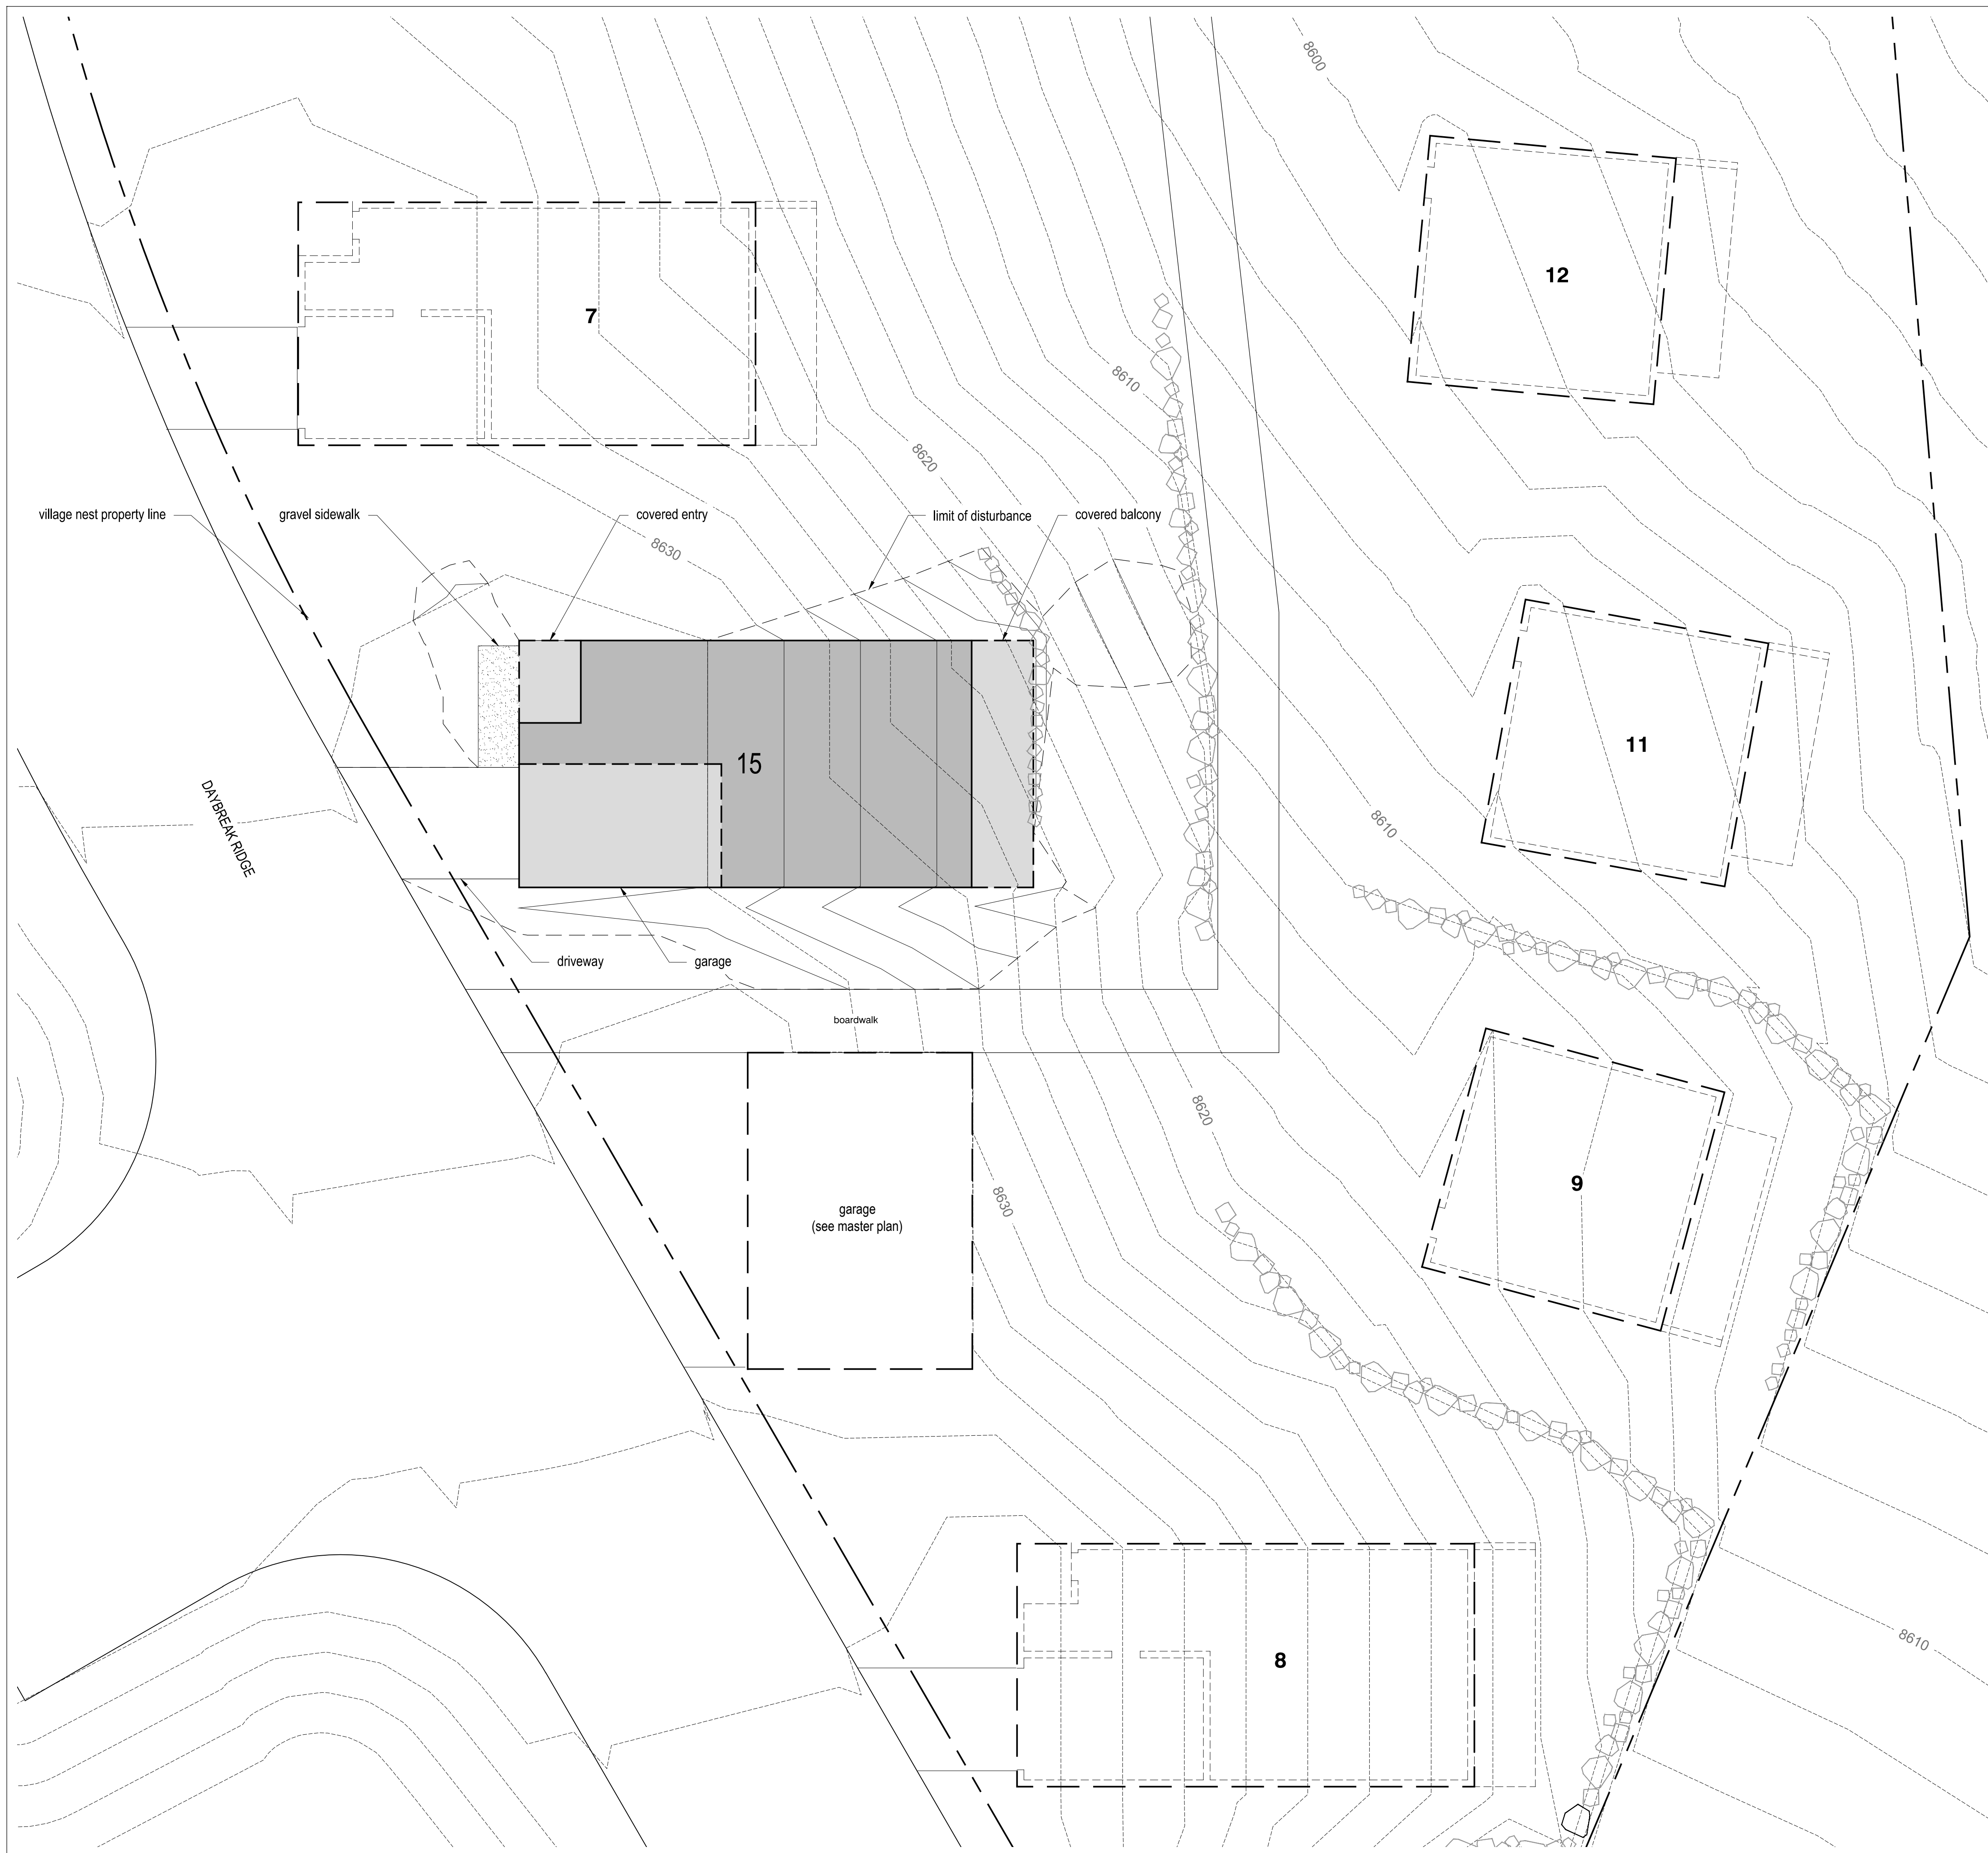 8600
12
7
8610
8620
village nest property line
gravel sidewalk
covered entry
limit of disturbance
covered balcony
8630
11
15
DAYBREAK RIDGE
8610
driveway
garage
boardwalk
8620
9
8630
garage
(see master plan)
8610
8